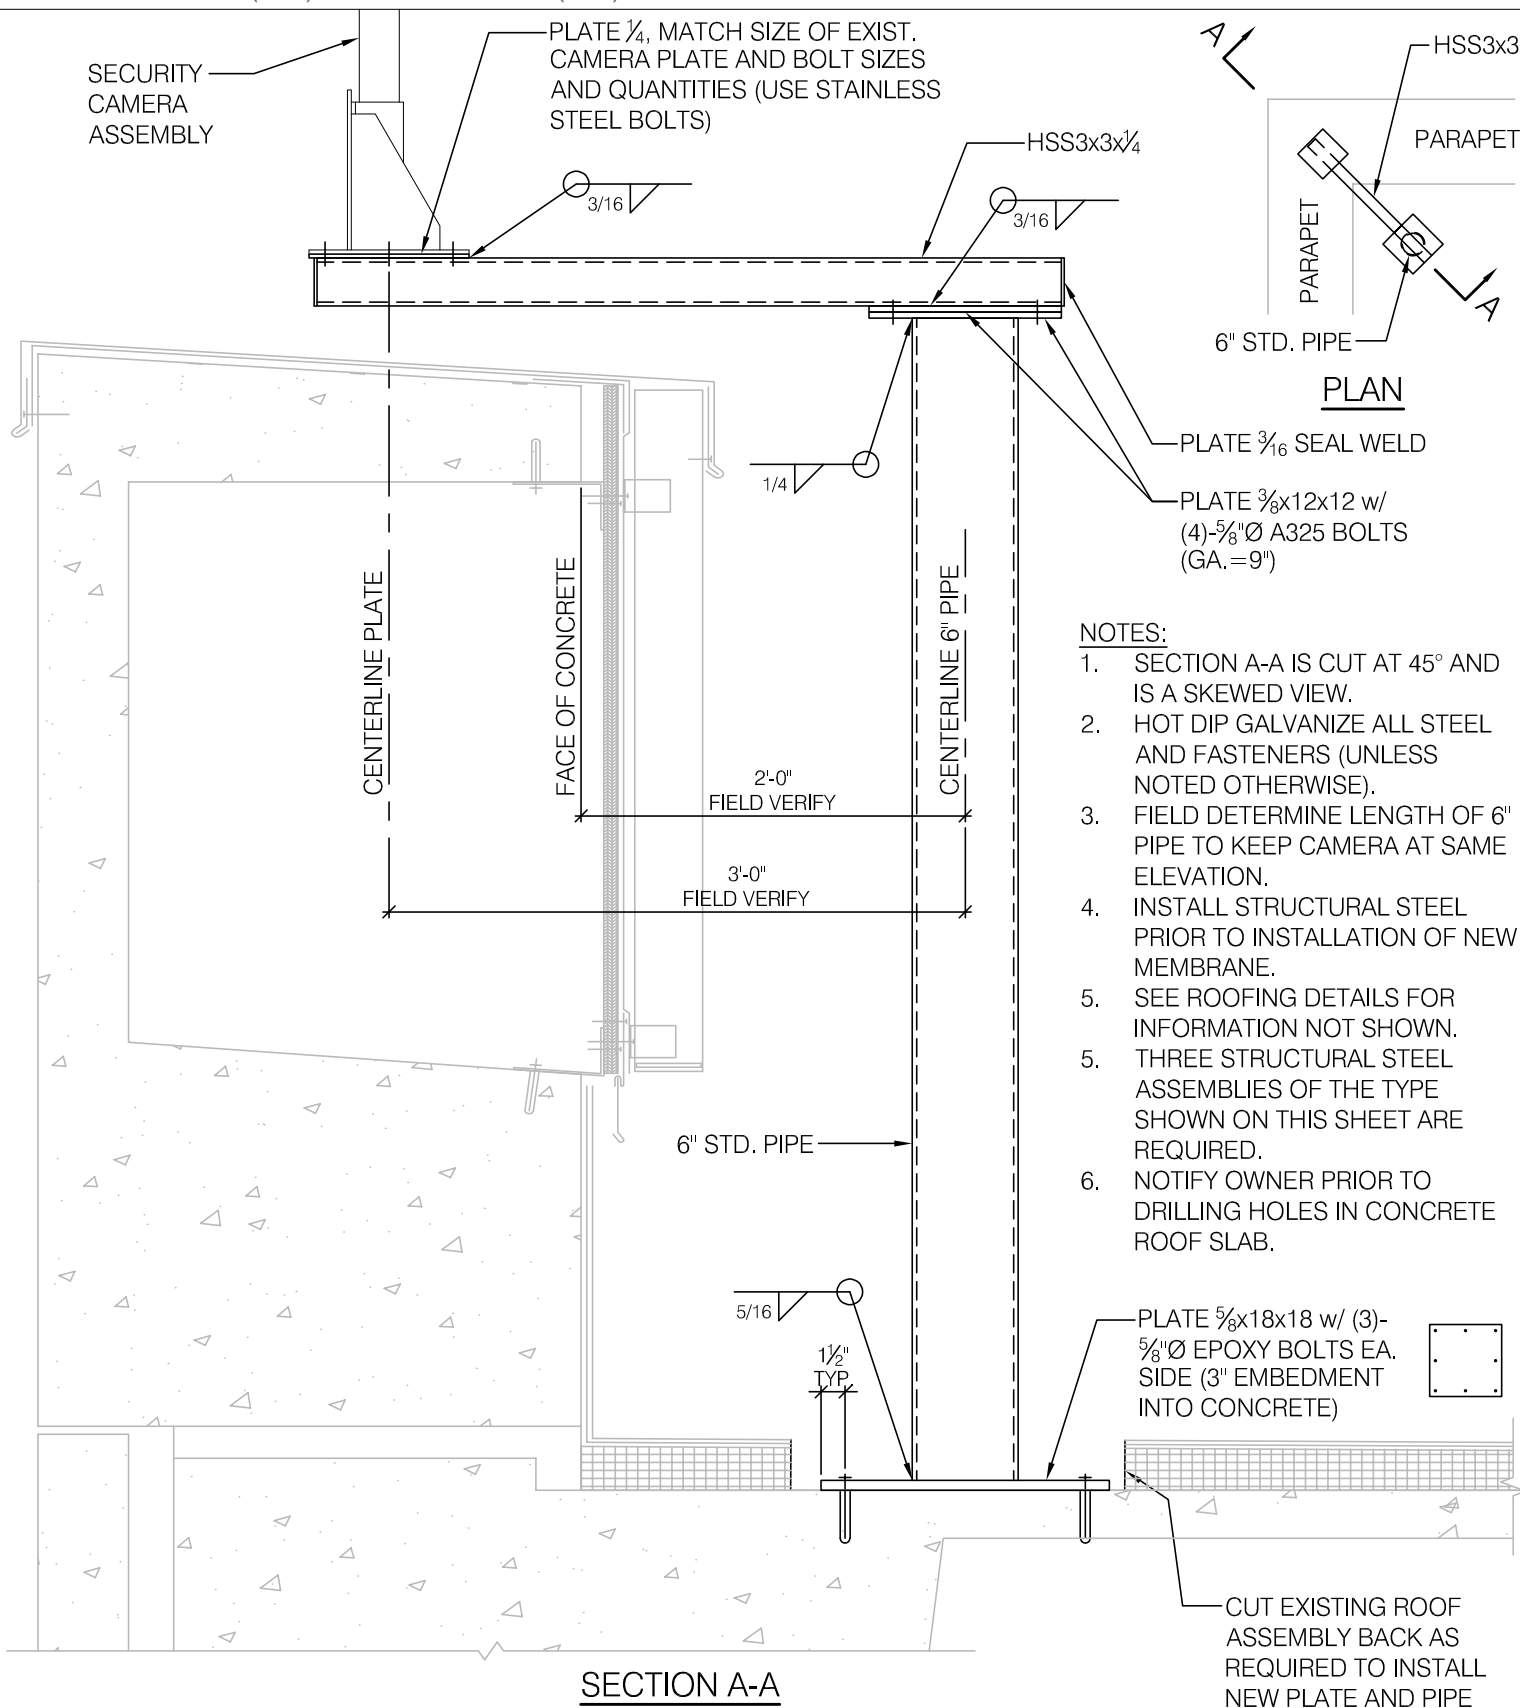 SECURITY
CAMERA
ASSEMBLY
PLATE ¼, MATCH SIZE OF EXIST.
CAMERA PLATE AND BOLT SIZES
AND QUANTITIES (USE STAINLESS
STEEL BOLTS)
3/16
HSS3x3x¼
3/16
A
HSS3x3
PARAPET
PARAPET
A
6" STD. PIPE
PLAN
PLATE 3⁄16 SEAL WELD
1/4
PLATE ⅜x12x12 w/
(4)-⅝"Ø A325 BOLTS
(GA.=9")
CENTERLINE PLATE
FACE OF CONCRETE
CENTERLINE 6" PIPE
2'-0"
FIELD VERIFY
3'-0"
FIELD VERIFY
NOTES:
1. SECTION A-A IS CUT AT 45° AND
IS A SKEWED VIEW.
2. HOT DIP GALVANIZE ALL STEEL
AND FASTENERS (UNLESS
NOTED OTHERWISE).
3. FIELD DETERMINE LENGTH OF 6"
PIPE TO KEEP CAMERA AT SAME
ELEVATION.
4. INSTALL STRUCTURAL STEEL
PRIOR TO INSTALLATION OF NEW
MEMBRANE.
5. SEE ROOFING DETAILS FOR
INFORMATION NOT SHOWN.
5. THREE STRUCTURAL STEEL
ASSEMBLIES OF THE TYPE
SHOWN ON THIS SHEET ARE
REQUIRED.
6. NOTIFY OWNER PRIOR TO
DRILLING HOLES IN CONCRETE
ROOF SLAB.
6" STD. PIPE
5/16
1½"
TYP.
PLATE ⅝x18x18 w/ (3)-
⅝"Ø EPOXY BOLTS EA.
SIDE (3" EMBEDMENT
INTO CONCRETE)
CUT EXISTING ROOF
ASSEMBLY BACK AS
REQUIRED TO INSTALL
NEW PLATE AND PIPE
SECTION A-A